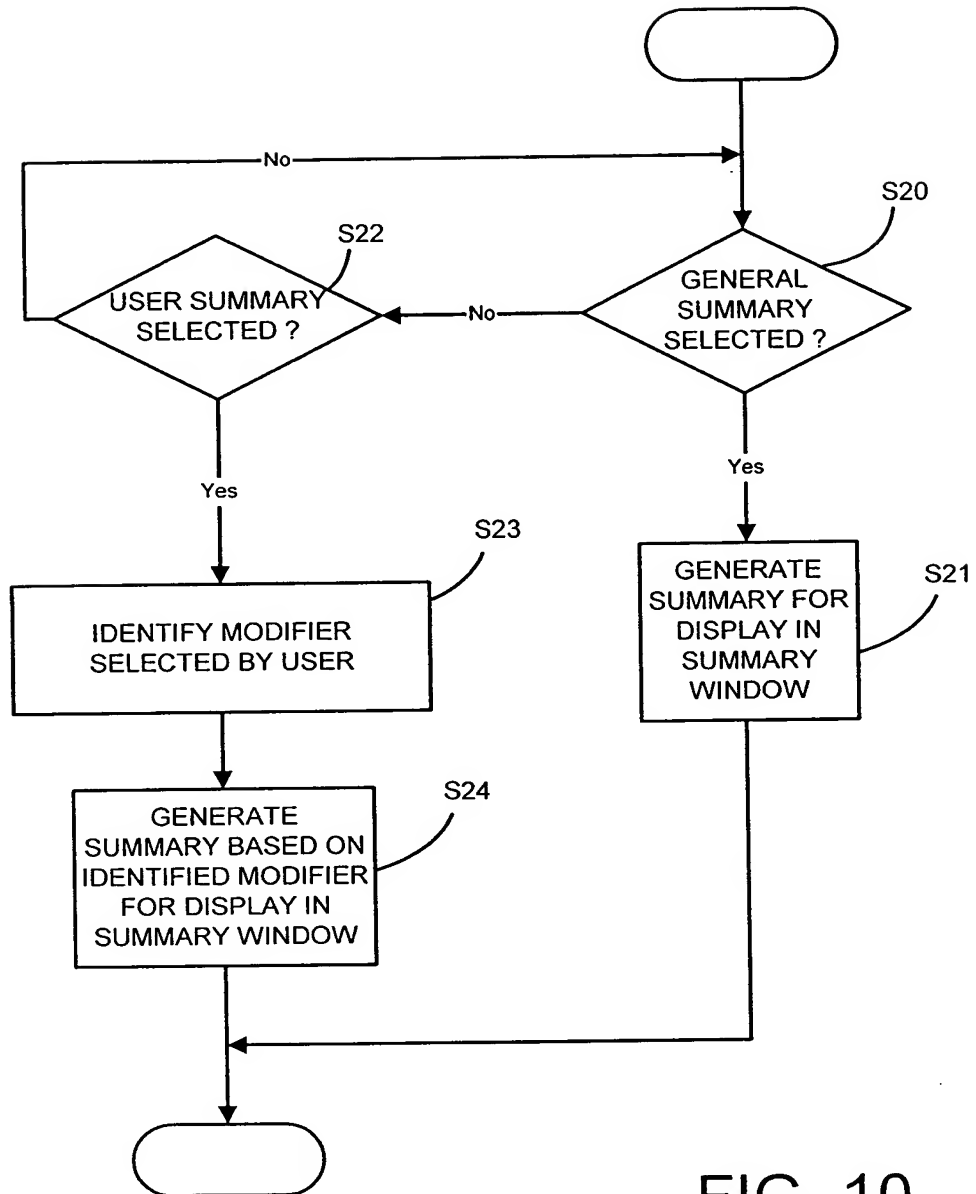 No
S20
S22
GENERAL
SUMMARY
SELECTED ?
USER SUMMARY
SELECTED ?
No
Yes
Yes
S23
GENERATE
SUMMARY FOR
DISPLAY IN
SUMMARY
WINDOW
S21
IDENTIFY MODIFIER
SELECTED BY USER
S24
GENERATE
SUMMARY BASED ON
IDENTIFIED MODIFIER
FOR DISPLAY IN
SUMMARY WINDOW
FIG. 10